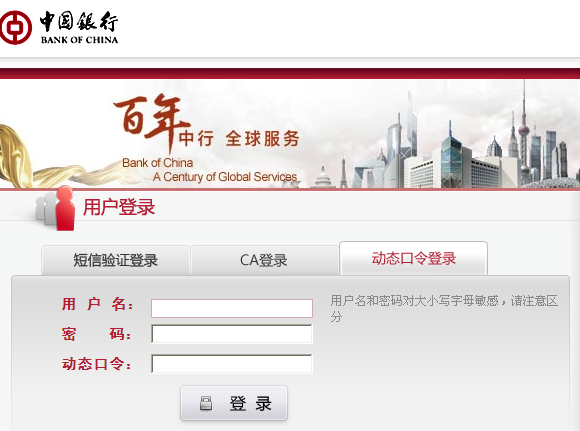 中国银行
BANK OF CHINA
百年中行 全球服务
Bank of China
A Century of Global Services
用户登录
短信验证登录
CA登录
动态口令登录
用 户 名：
用户名和密码对大小写字母敏感，请注意区
分
密 码：
动态口令：
登 录